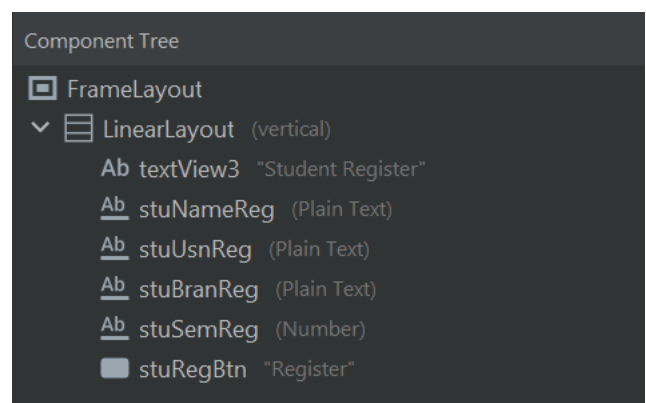 Component Tree
FrameLayout
LinearLayout (vertical)
Ab textView3 "Student Register"
Ab stuNameReg (Plain Text)
Ab stuUsnReg (Plain Text)
Ab stuBranReg (Plain Text)
Ab stuSemReg (Number)
stuRegBtn "Register"